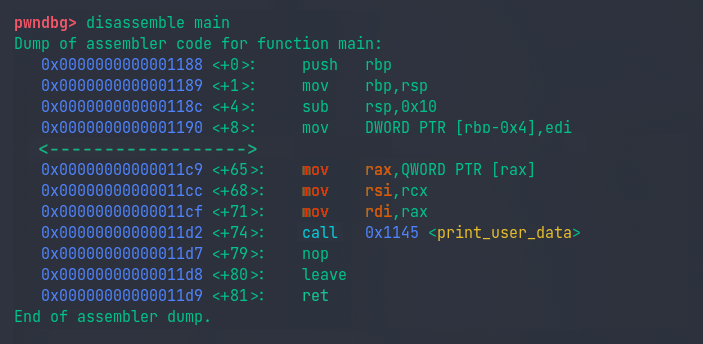 pwndbg> disassemble main
Dump of assembler code for function main:
0x0000000000001188 <+0>: push rbp
0x0000000000001189 <+1>: mov rbp,rsp
0x000000000000118c <+4>: sub rsp,0x10
0x0000000000001190 <+8>: mov DWORD PTR [rbp-0x4],edi
<------------------->
0x00000000000011c9 <+65>: mov rax,QWORD PTR [rax]
0x00000000000011cc <+68>: mov rsi,rcx
0x00000000000011cf <+71>: mov rdi,rax
0x00000000000011d2 <+74>: call 0x1145 <print_user_data>
0x00000000000011d7 <+79>: nop
0x00000000000011d8 <+80>: leave
0x00000000000011d9 <+81>: ret
End of assembler dump.